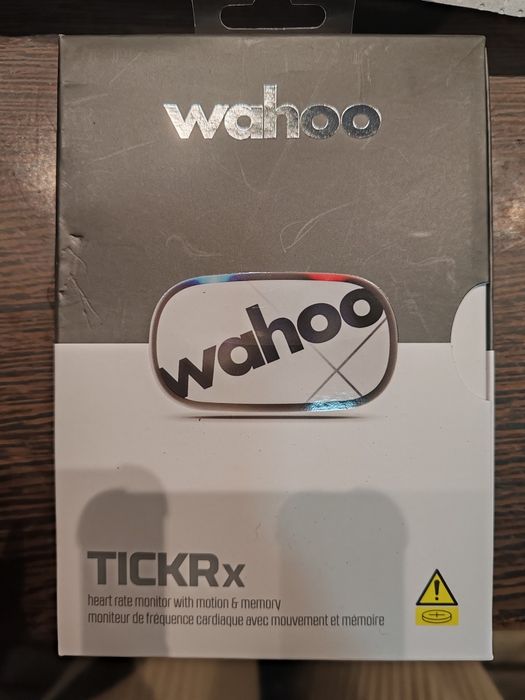 wahoo
wahoo
TICKRx
heart rate monitor with motion & memory
moniteur de fréquence cardiaque avec mouvement et mémoire